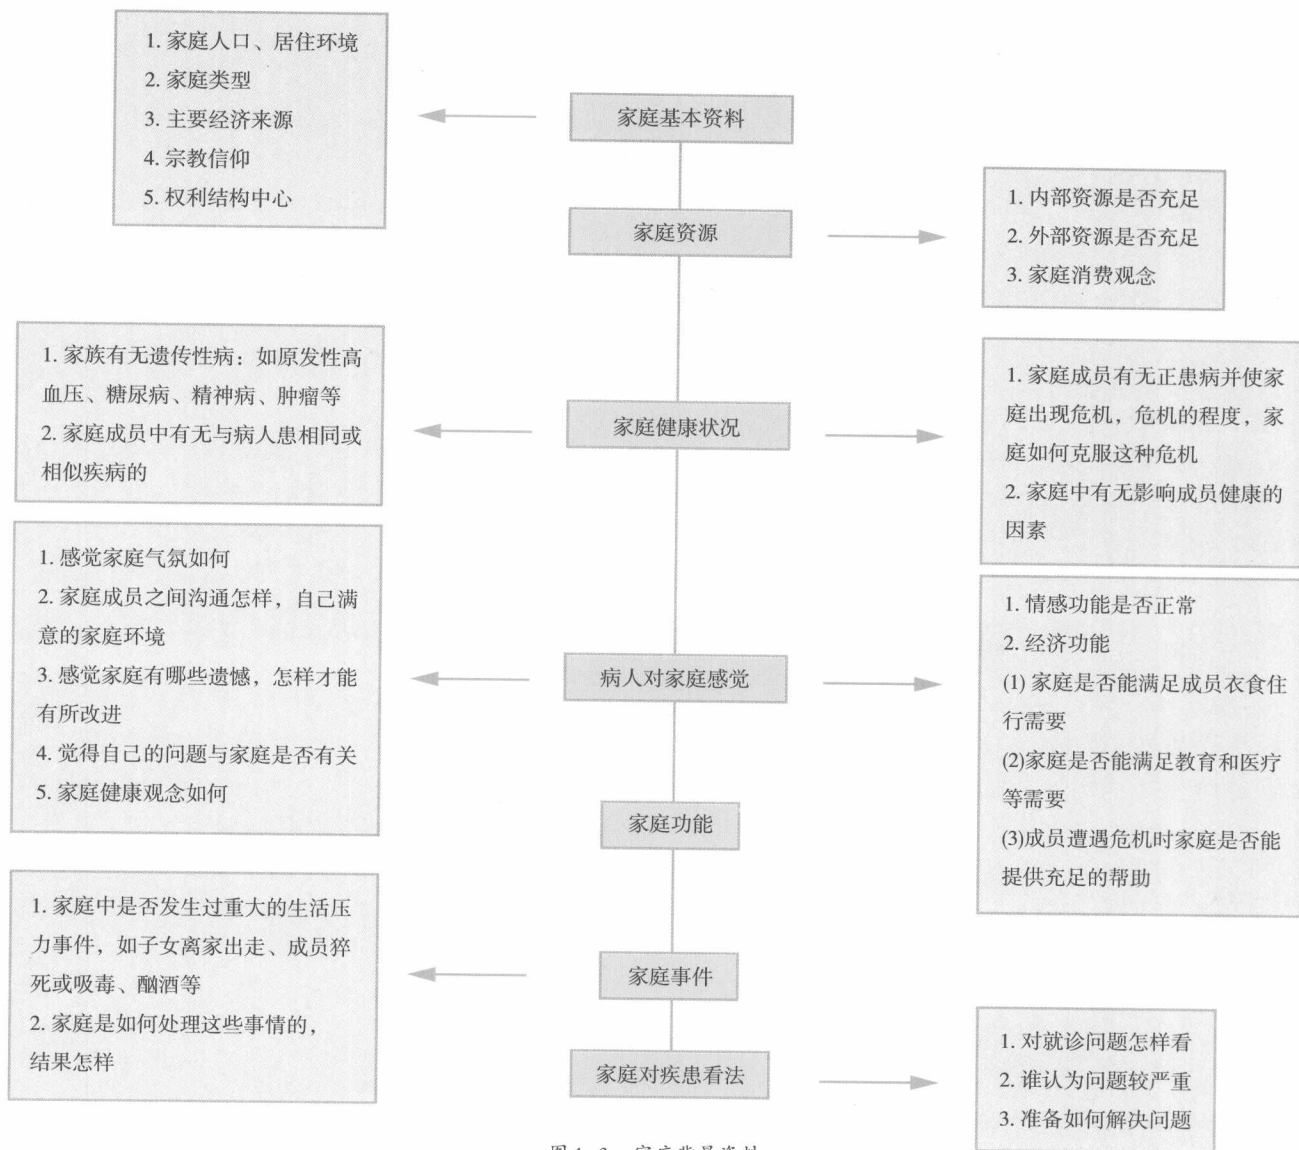 1. 家庭人口、居住环境
2. 家庭类型
3. 主要经济来源
4. 宗教信仰
5. 权利结构中心
家庭基本资料
家庭资源
1. 内部资源是否充足
2. 外部资源是否充足
3. 家庭消费观念
1. 家族有无遗传性病：如原发性高
血压、糖尿病、精神病、肿瘤等
2. 家庭成员中有无与病人患相同或
相似疾病的
家庭健康状况
1. 家庭成员有无正患病并使家
庭出现危机，危机的程度，家
庭如何克服这种危机
2. 家庭中有无影响成员健康的
因素
1. 感觉家庭气氛如何
2. 家庭成员之间沟通怎样，自己满
意的家庭环境
3. 感觉家庭有哪些遗憾，怎样才能
有所改进
4. 觉得自己的问题与家庭是否有关
5. 家庭健康观念如何
病人对家庭感觉
1. 情感功能是否正常
2. 经济功能
(1) 家庭是否能满足成员衣食住
行需要
(2)家庭是否能满足教育和医疗
等需要
(3)成员遭遇危机时家庭是否能
提供充足的帮助
家庭功能
1. 家庭中是否发生过重大的生活压
力事件，如子女离家出走、成员猝
死或吸毒、酗酒等
2. 家庭是如何处理这些事情的，
结果怎样
家庭事件
家庭对疾患看法
1. 对就诊问题怎样看
2. 谁认为问题较严重
3. 准备如何解决问题